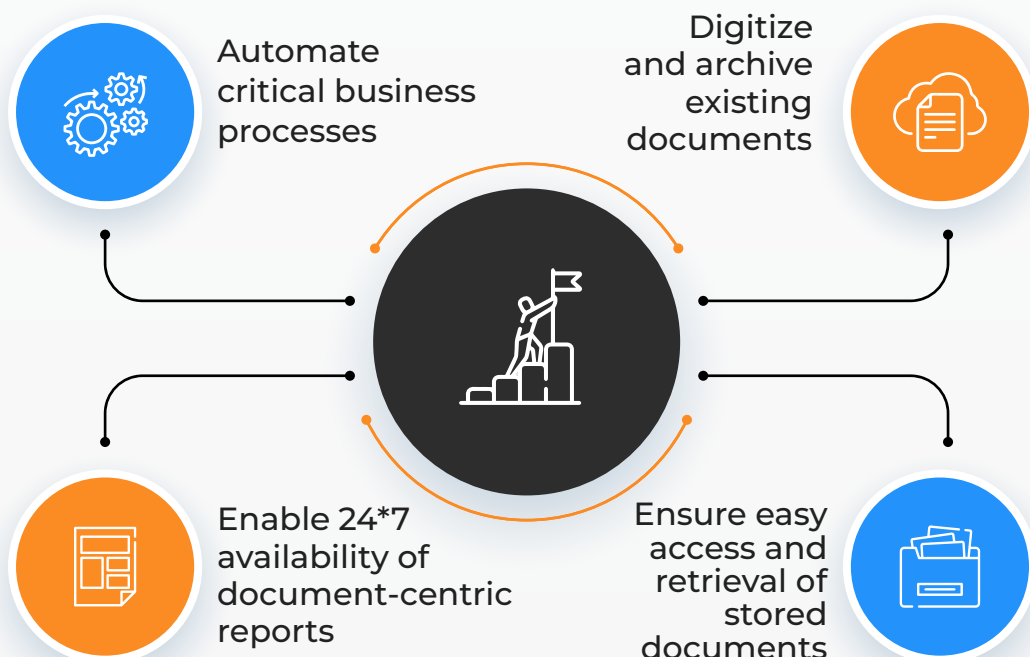 Automate
critical business
processes
Digitize
and archive
existing
documents
Enable 24*7
availability of
document-centric
reports
Ensure easy
access and
retrieval of
stored
documents